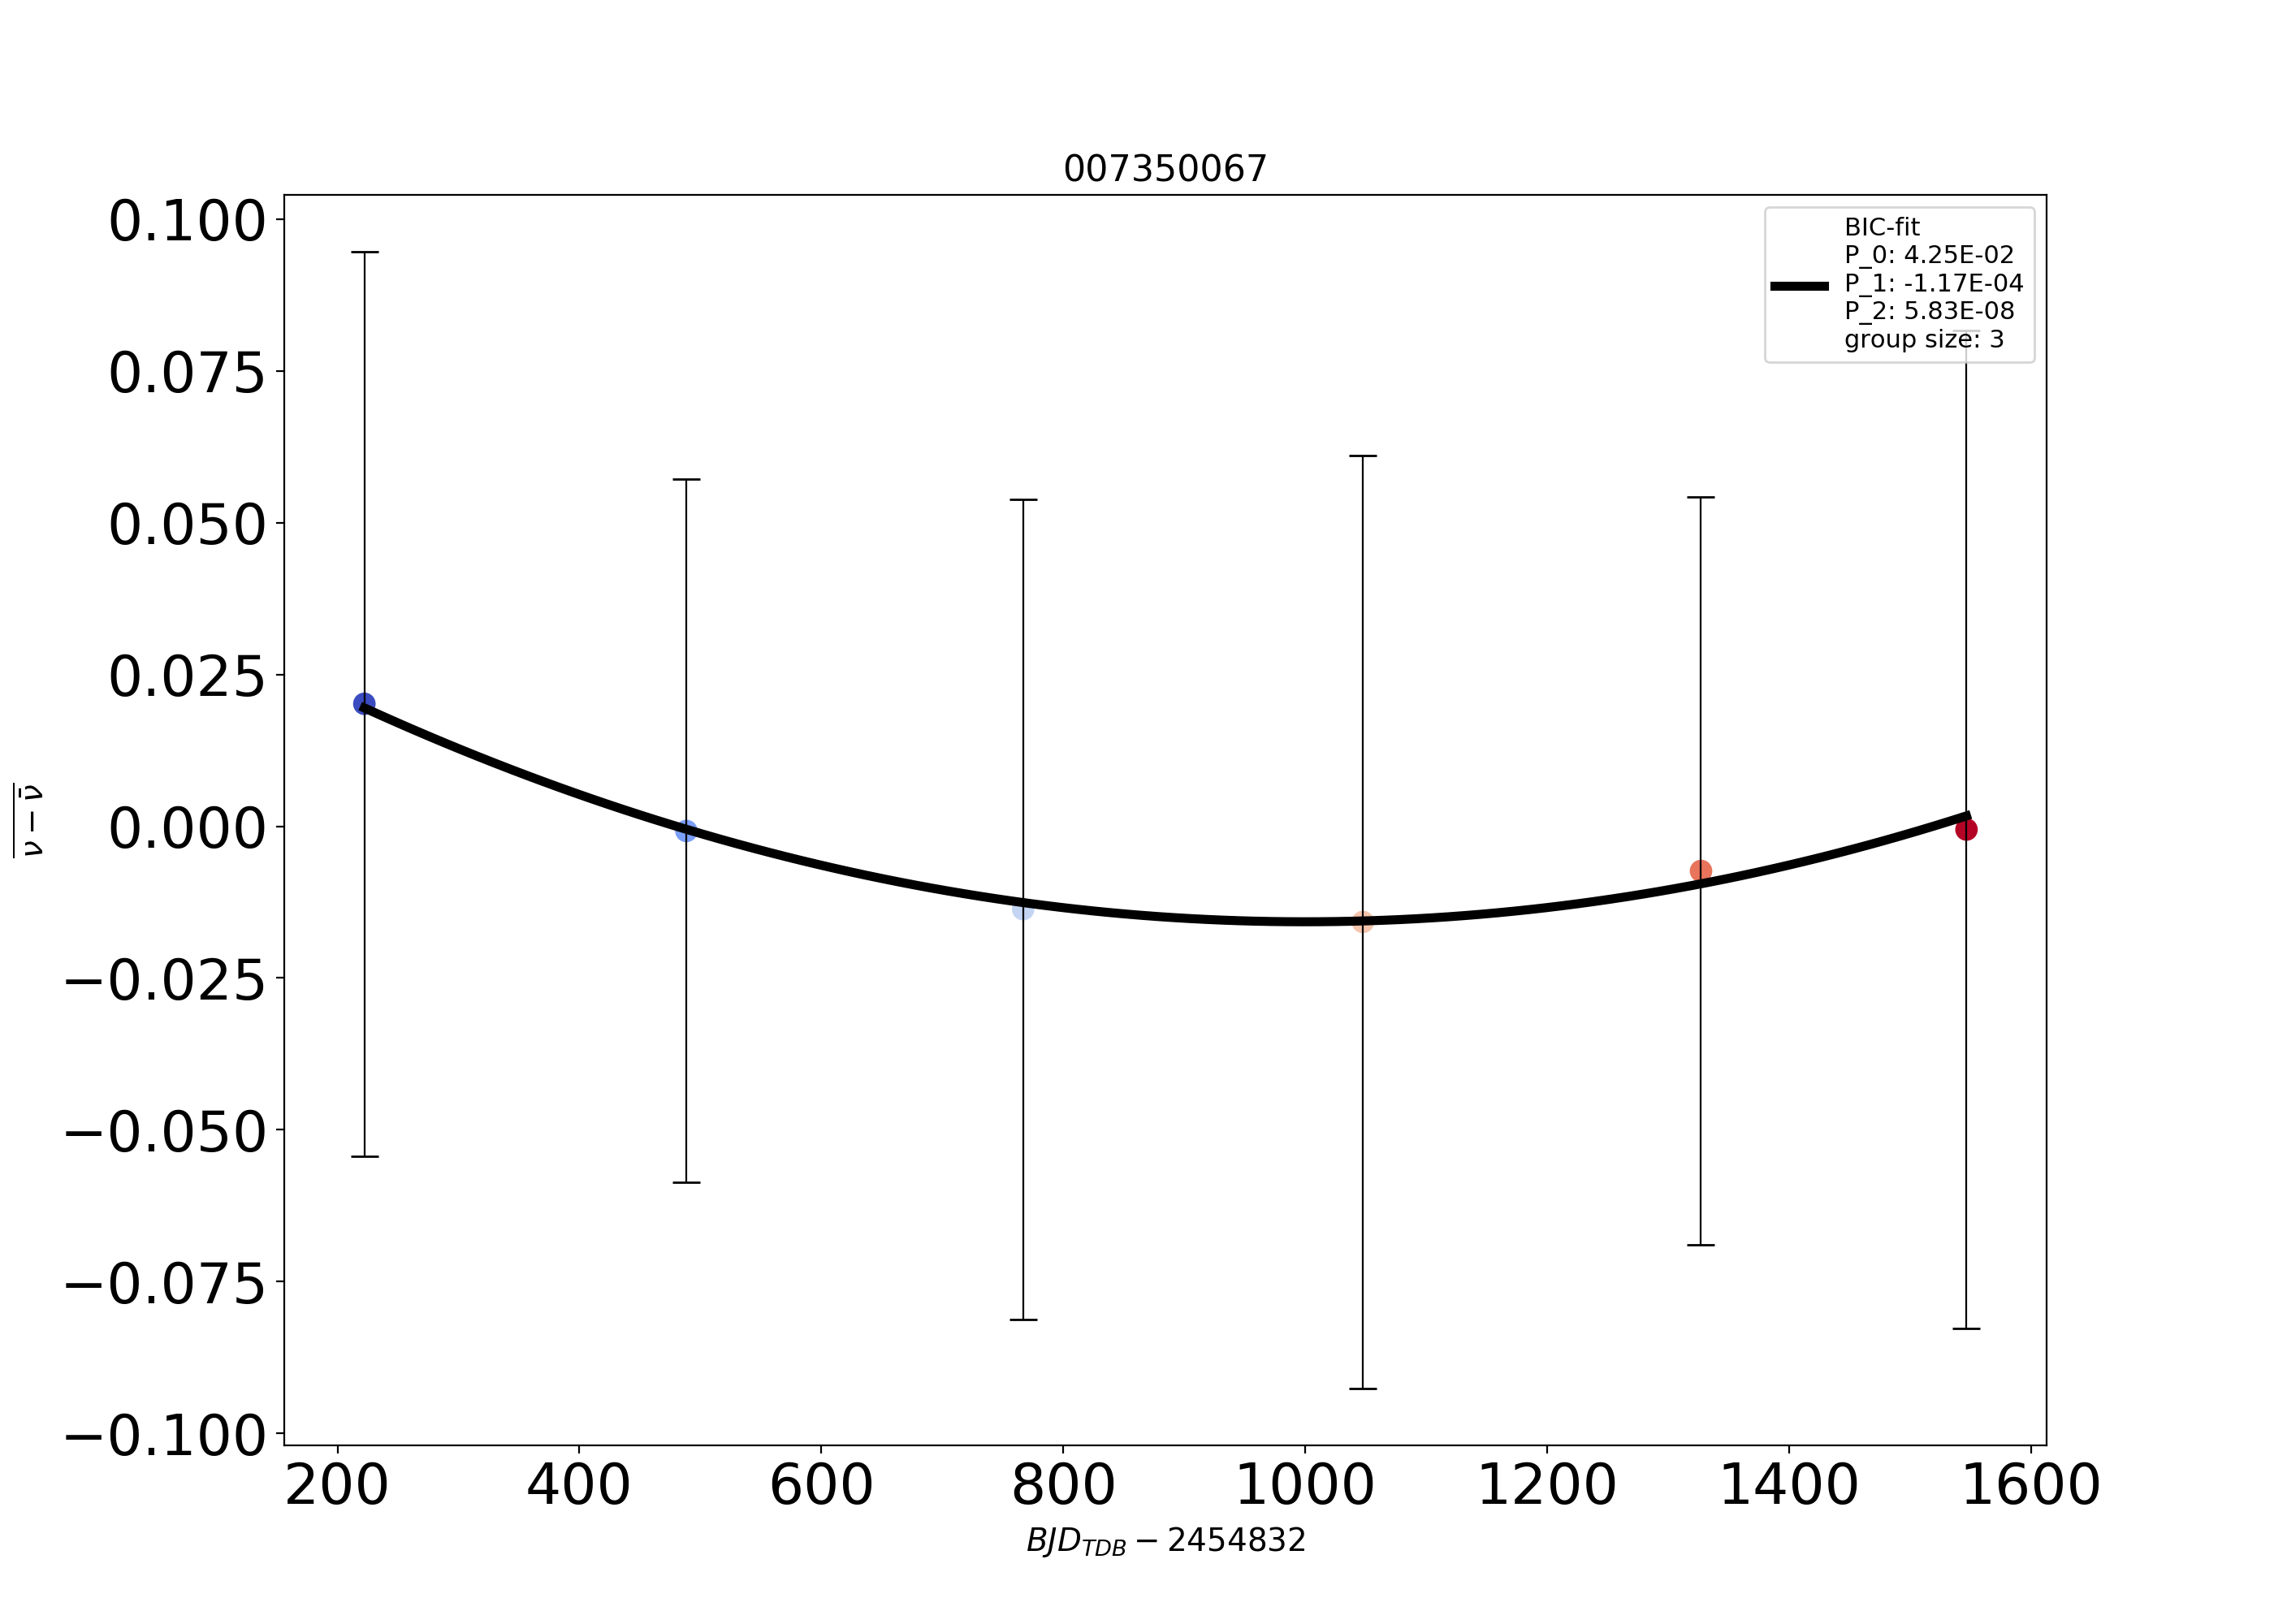 007350067
BIC-fit
P_0: 4.25E-02
P_1: -1.17E-04
P_2: 5.83E-08
group size: 3
0.100
0.075
0.050
0.025
0.000
−0.025
−0.050
−0.075
−0.100
ν − ν̄
200 400 600 800 1000 1200 1400 1600
BJD_TDB − 2454832